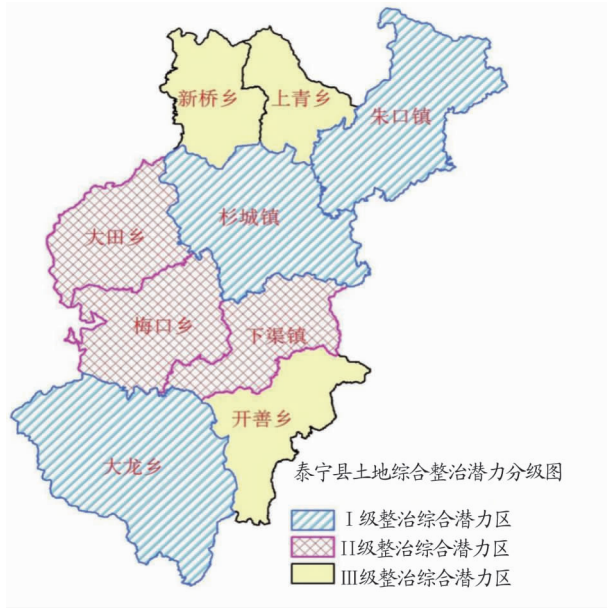 新桥乡
上青乡
朱口镇
杉城镇
大田乡
梅口乡
下渠镇
开善乡
大龙乡
泰宁县土地综合整治潜力分级图
Ⅰ级整治综合潜力区
II级整治综合潜力区
Ⅲ级整治综合潜力区